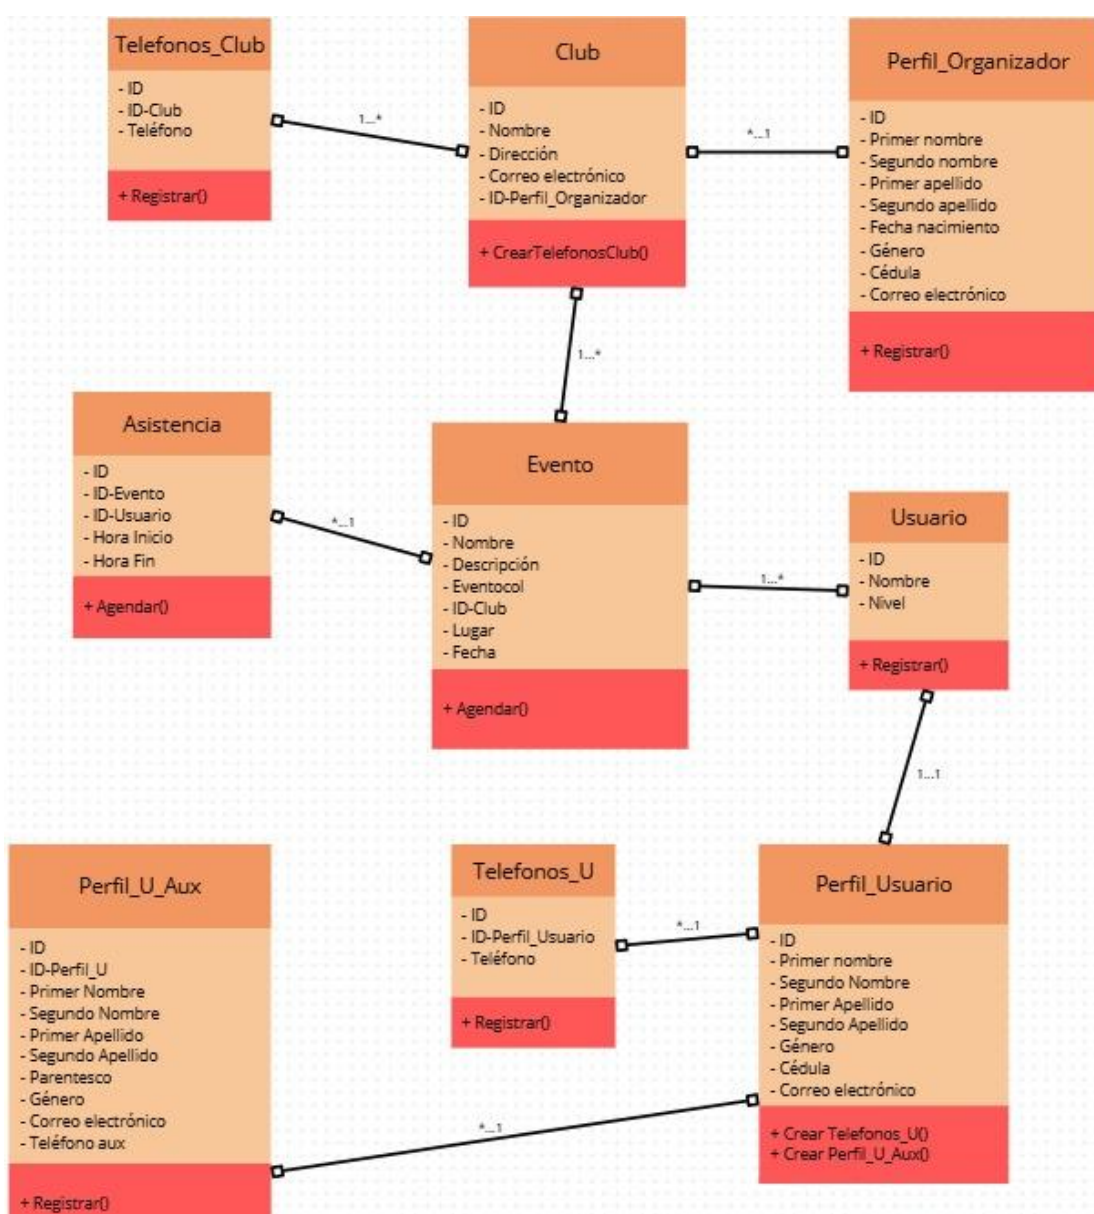 Telefonos_Club
- ID
- ID-Club
- Teléfono
+ Registrar()
1...*
Club
- ID
- Nombre
- Dirección
- Correo electrónico
- ID-Perfil_Organizador
+ CrearTelefonosClub()
*...1
Perfil_Organizador
- ID
- Primer nombre
- Segundo nombre
- Primer apellido
- Segundo apellido
- Fecha nacimiento
- Género
- Cédula
- Correo electrónico
+ Registrar()
1...*
Asistencia
- ID
- ID-Evento
- ID-Usuario
- Hora Inicio
- Hora Fin
+ Agendar()
*...1
Evento
- ID
- Nombre
- Descripción
- Eventocol
- ID-Club
- Lugar
- Fecha
+ Agendar()
1...*
Usuario
- ID
- Nombre
- Nivel
+ Registrar()
1...1
Perfil_U_Aux
- ID
- ID-Perfil_U
- Primer Nombre
- Segundo Nombre
- Primer Apellido
- Segundo Apellido
- Parentesco
- Género
- Correo electrónico
- Teléfono aux
+ Registrar()
Telefonos_U
- ID
- ID-Perfil_Usuario
- Teléfono
+ Registrar()
*...1
Perfil_Usuario
- ID
- Primer nombre
- Segundo Nombre
- Primer Apellido
- Segundo Apellido
- Género
- Cédula
- Correo electrónico
+ Crear Telefonos_U()
+ Crear Perfil_U_Aux()
*...1